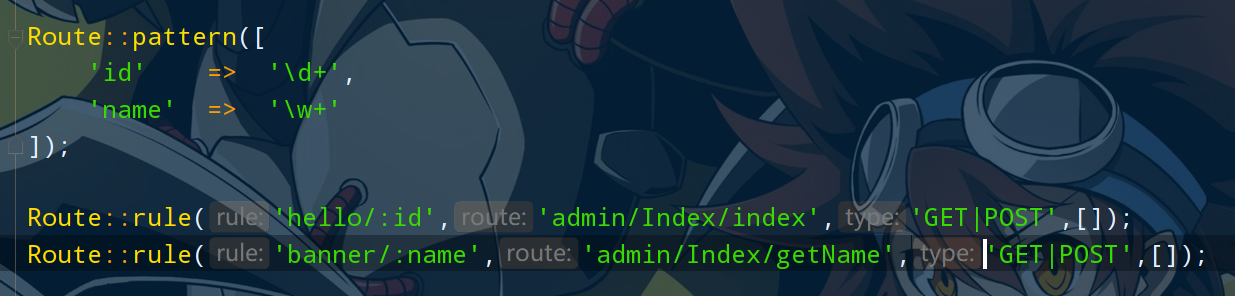 Route::pattern([
    'id'    =>  '\d+',
    'name'  =>  '\w+'
]);
Route::rule( rule: 'hello/:id', route: 'admin/Index/index', type: 'GET|POST',[]);
Route::rule( rule: 'banner/:name', route: 'admin/Index/getName', type: 'GET|POST',[]);